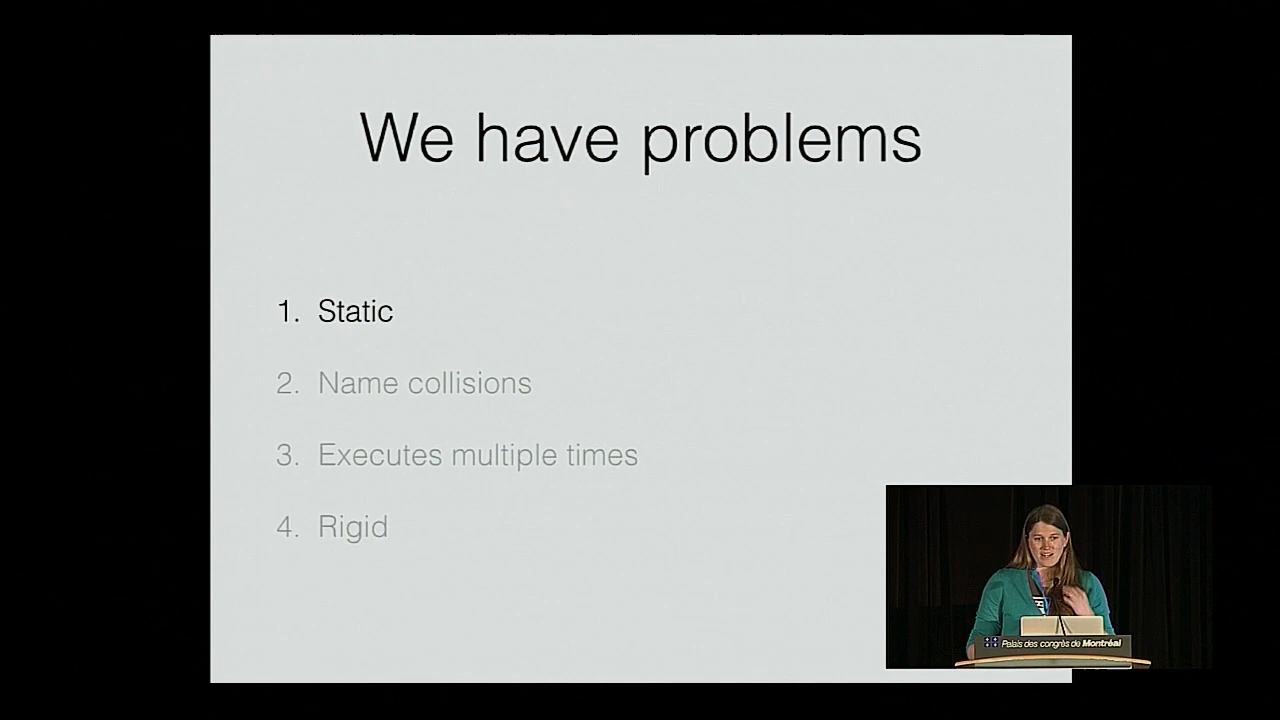 We have problems
1. Static
2. Name collisions
3. Executes multiple times
4. Rigid
Palais des congrès de Montréal